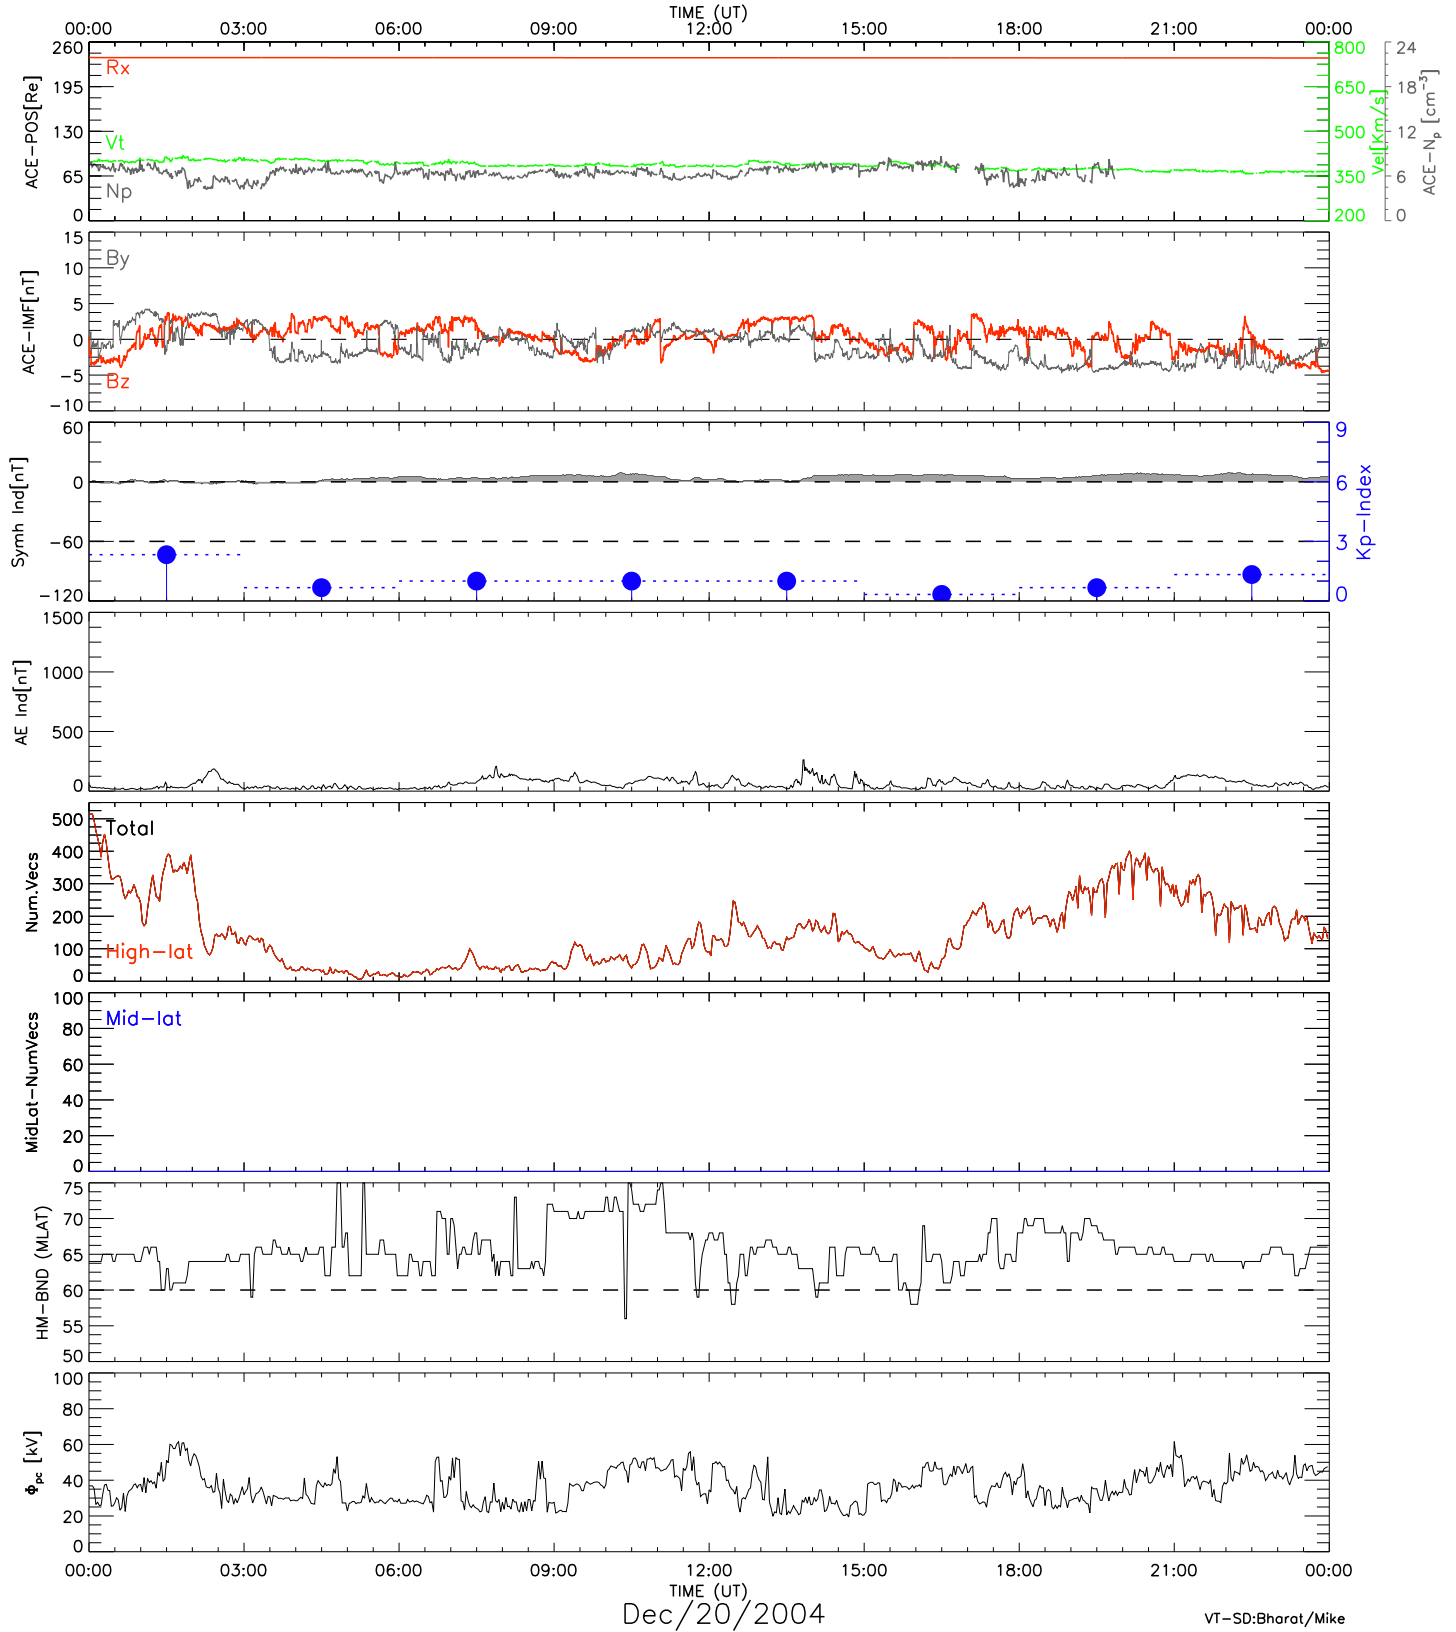 TIME (UT)
00:00 03:00 06:00 09:00 12:00 15:00 18:00 21:00 00:00
260 195 130 65 0
ACE-POS[Re]
Rx
Vt
Np
800 650 500 350 200
Vel[Km/s]
24 18 12 6 0
ACE-Np [cm-3]
15 10 5 0 -5 -10
ACE-IMF[nT]
By
Bz
60 0 -60 -120
Symh Ind[nT]
9 6 3 0
Kp-Index
1500 1000 500 0
AE Ind[nT]
500 400 300 200 100 0
Num.Vecs
Total
High-lat
100 80 60 40 20 0
MidLat-NumVecs
Mid-lat
75 70 65 60 55 50
HM-BND (MLAT)
100 80 60 40 20 0
Φpc [kV]
00:00 03:00 06:00 09:00 12:00 15:00 18:00 21:00 00:00
TIME (UT)
Dec/20/2004
VT-SD:Bharat/Mike